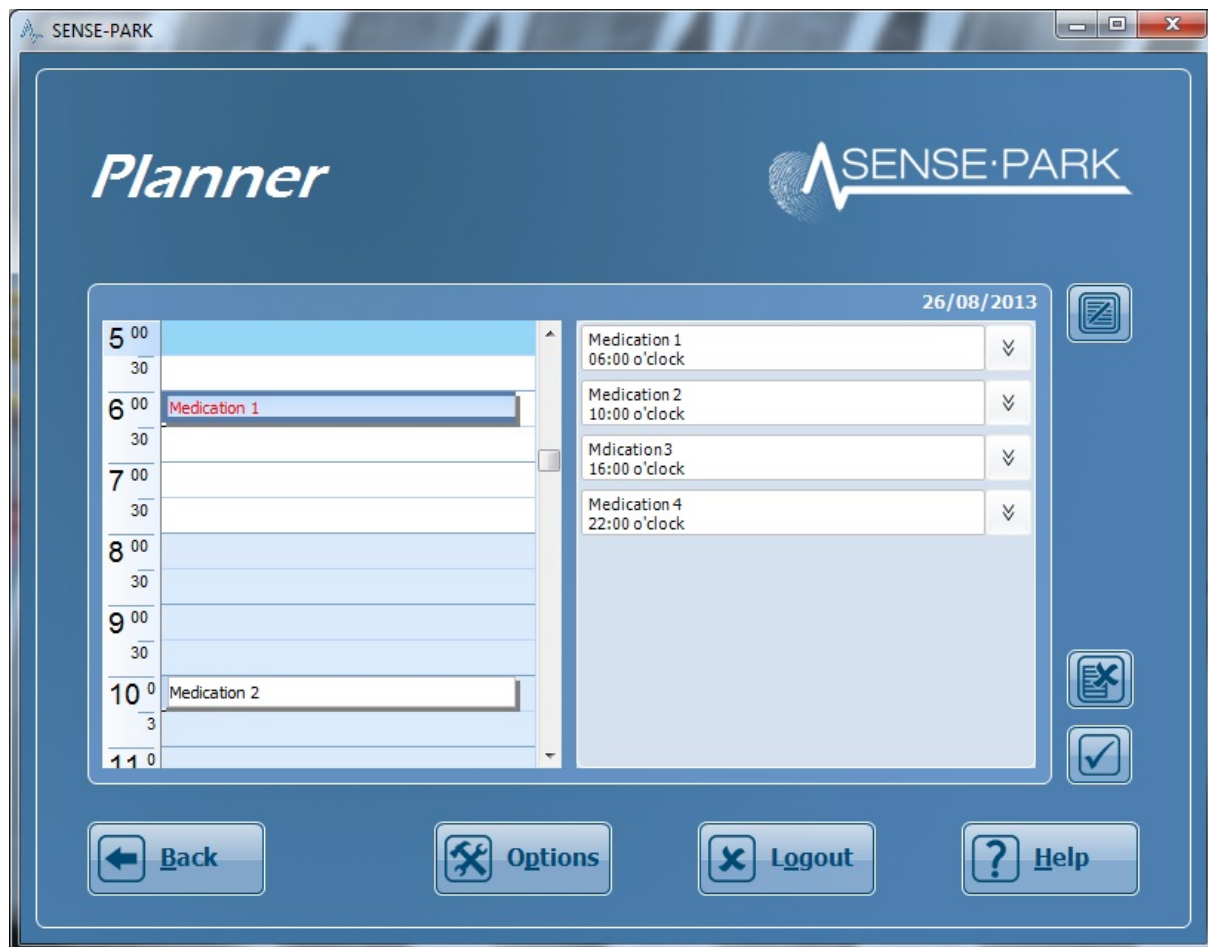 SENSE-PARK
Planner
SENSE·PARK
26/08/2013
5 00
30
6 00 Medication 1
30
7 00
30
8 00
30
9 00
30
10 0 Medication 2
3
11 0
Medication 1
06:00 o'clock
Medication 2
10:00 o'clock
Mdication3
16:00 o'clock
Medication 4
22:00 o'clock
Back
Options
Logout
? Help